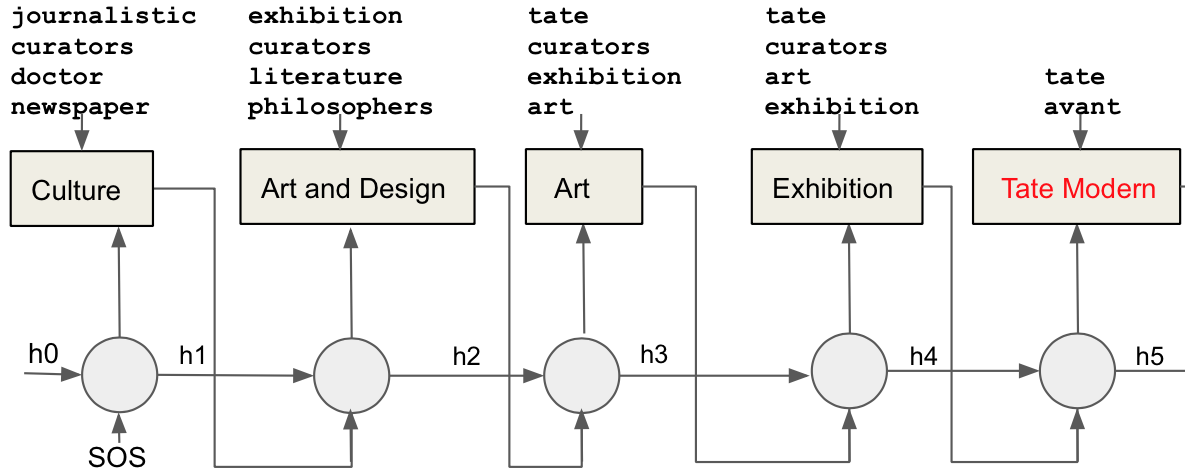 journalistic
curators
doctor
newspaper
exhibition
curators
literature
philosophers
tate
curators
exhibition
art
tate
curators
art
exhibition
tate
avant
Culture
Art and Design
Art
Exhibition
Tate Modern
h0
h1
h2
h3
h4
h5
SOS